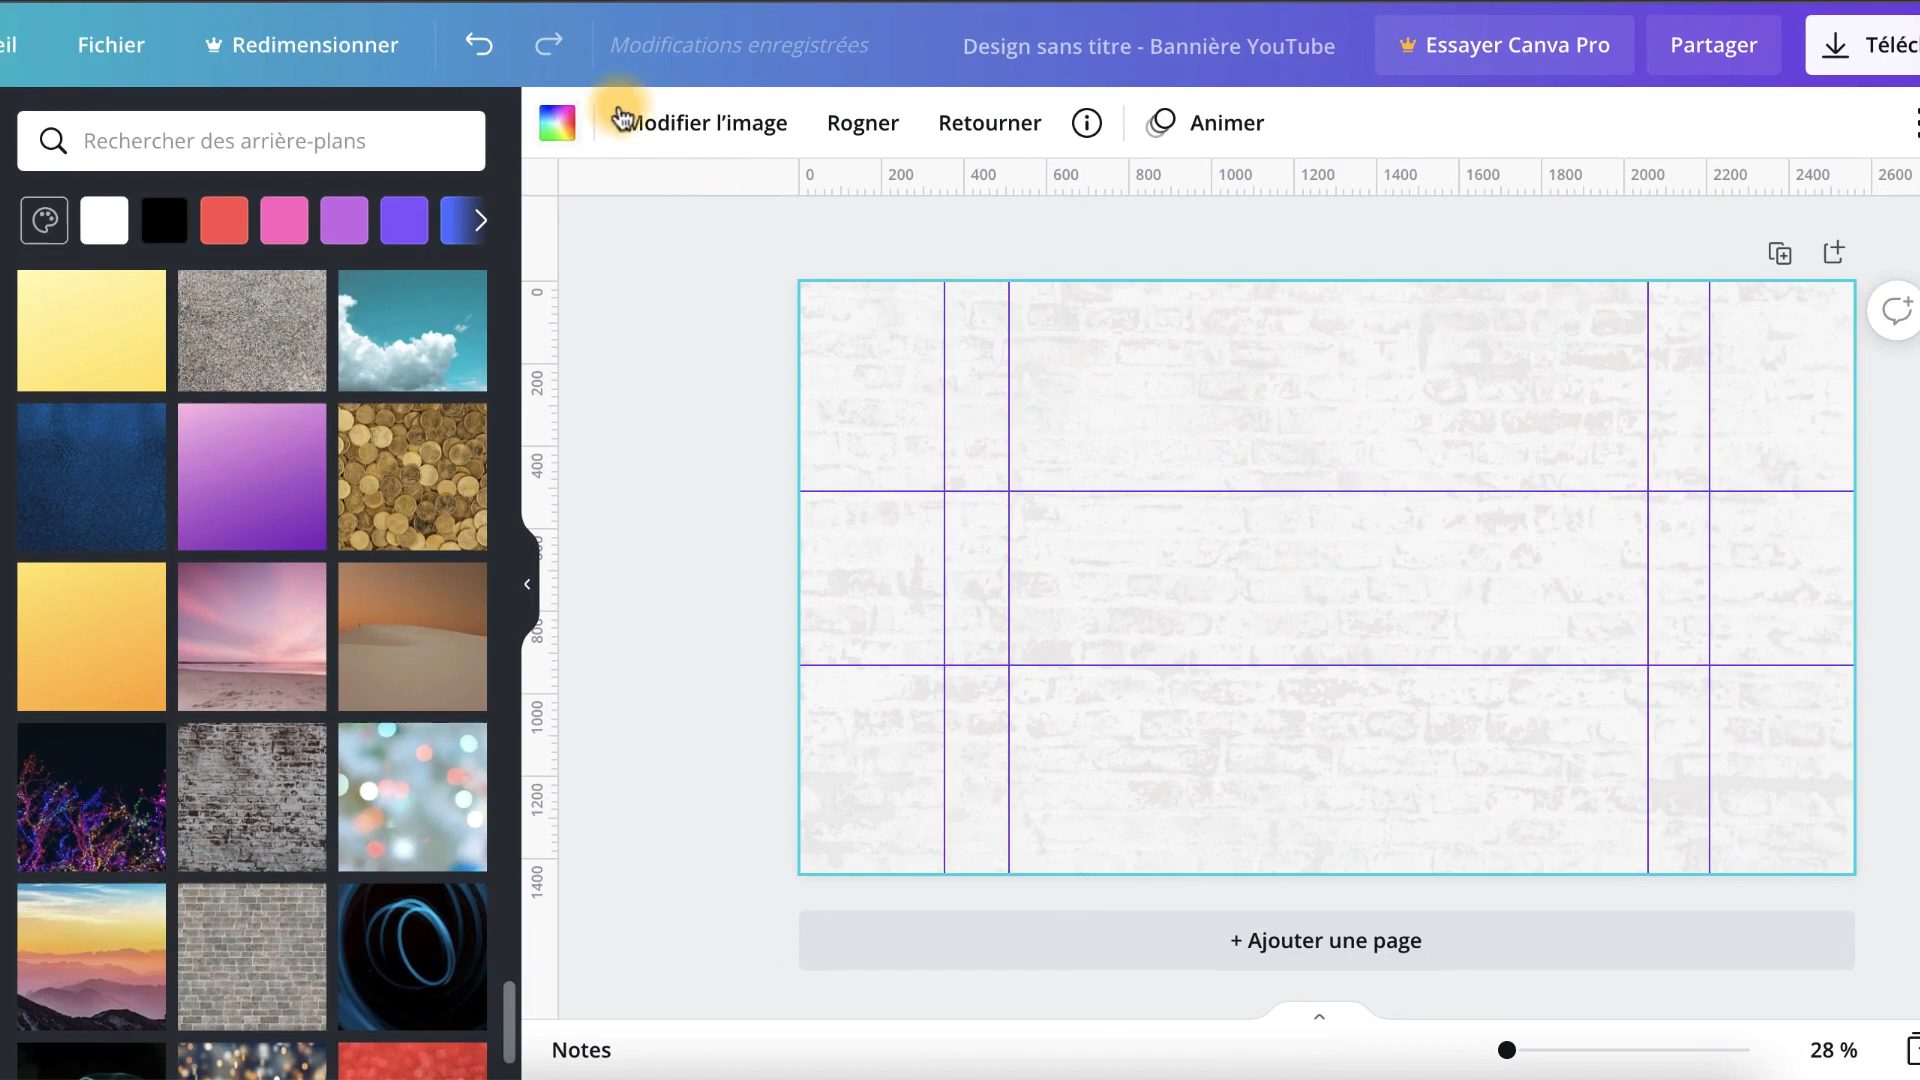 eil
Fichier
Redimensionner
Modifications enregistrées
Design sans titre - Bannière YouTube
Essayer Canva Pro
Partager
Téléc
Rechercher des arrière-plans
Modifier l’image
Rogner
Retourner
Animer
0 200 400 600 800 1000 1200 1400 1600 1800 2000 2200 2400 2600
0
200
400
800
1000
1200
1400
+ Ajouter une page
Notes
28 %